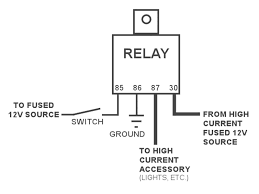 RELAY
85 86 87 30
TO FUSED
12V SOURCE
SWITCH
GROUND
FROM HIGH
CURRENT
FUSED 12V
SOURCE
TO HIGH
CURRENT
ACCESSORY
(LIGHTS, ETC.)